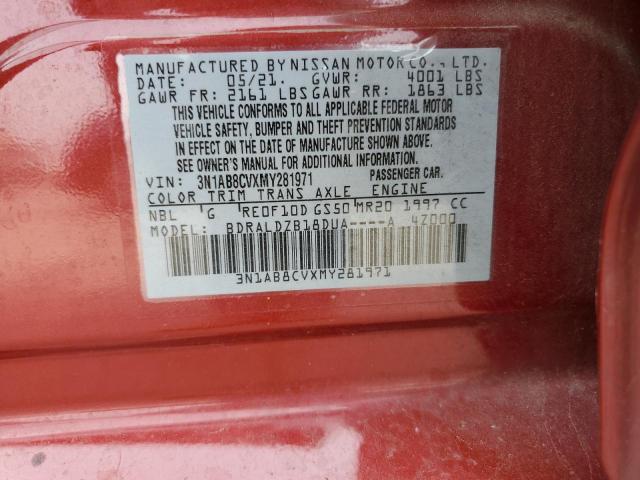 MANUFACTURED BY NISSAN MOTOR CO., LTD.
DATE: 05/21. GVWR: 4001 LBS
GAWR FR: 2161 LBS GAWR RR: 1863 LBS
THIS VEHICLE CONFORMS TO ALL APPLICABLE FEDERAL MOTOR
VEHICLE SAFETY, BUMPER AND THEFT PREVENTION STANDARDS
IN EFFECT ON THE DATE OF MANUFACTURE SHOWN ABOVE.
SEE OWNER'S MANUAL FOR ADDITIONAL INFORMATION.
VIN: 3N1AB8CVXMY281971 PASSENGER CAR.
COLOR TRIM TRANS AXLE ENGINE
NBL G RE0F10D GS50 MR20 1997 CC
MODEL: BDRALDZB18DUA----A 4Z000
3N1AB8CVXMY281971